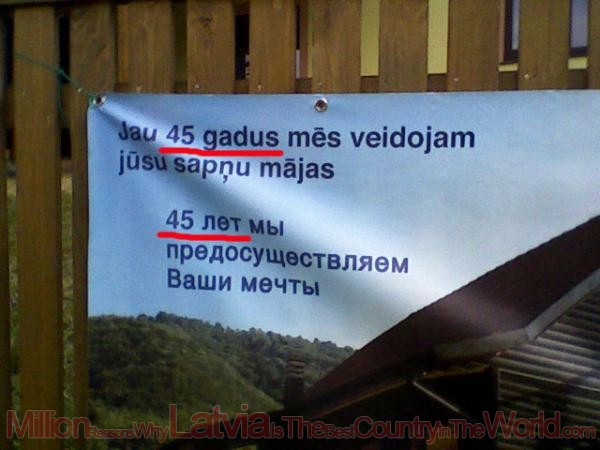 Jau 45 gadus mēs veidojam
jūsu sapņu mājas
45 лет мы
предосуществляем
Ваши мечты
MillionReasonsWhyLatviaIsTheBestCountryInTheWorld.com